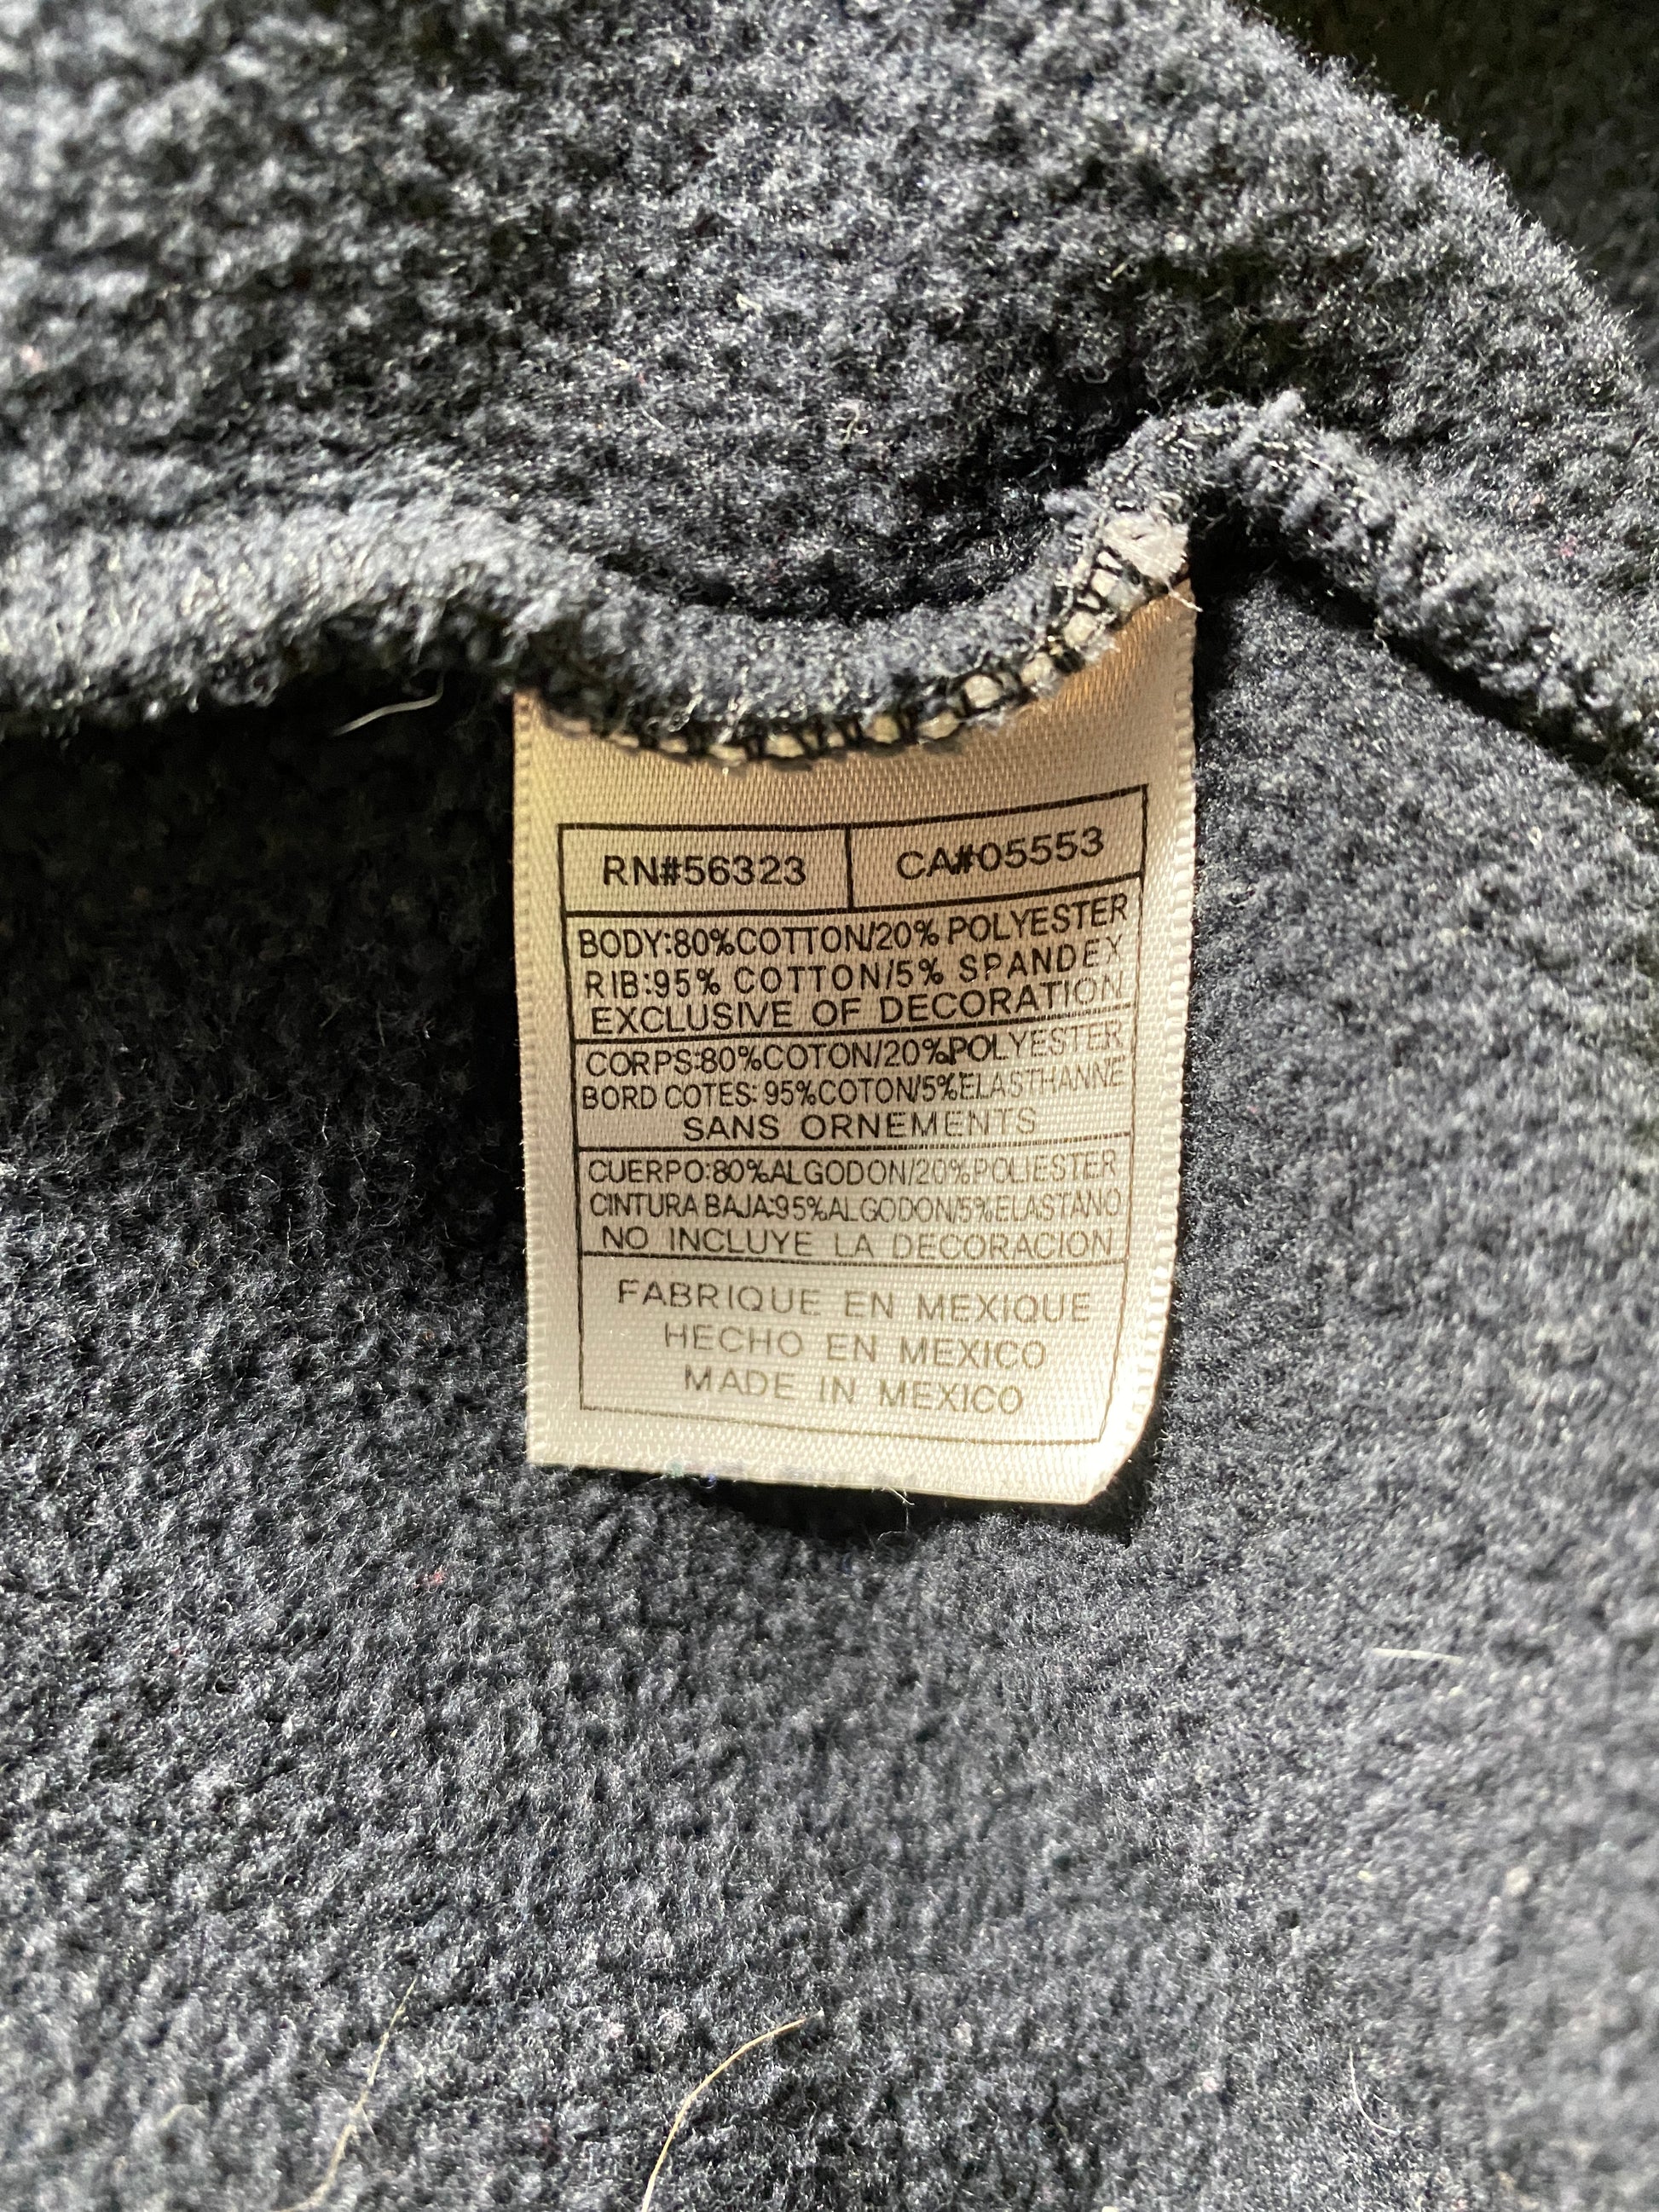 RN#56323 CA#05553
BODY:80%COTTON/20% POLYESTER
RIB:95% COTTON/5% SPANDEX
EXCLUSIVE OF DECORATION
CORPS:80%COTON/20%POLYESTER
BORD COTES: 95%COTON/5%ELASTHANNE
SANS ORNEMENTS
CUERPO:80%ALGODON/20%POLIESTER
CINTURA BAJA:95%ALGODON/5%ELASTANO
NO INCLUYE LA DECORACION
FABRIQUE EN MEXIQUE
HECHO EN MEXICO
MADE IN MEXICO